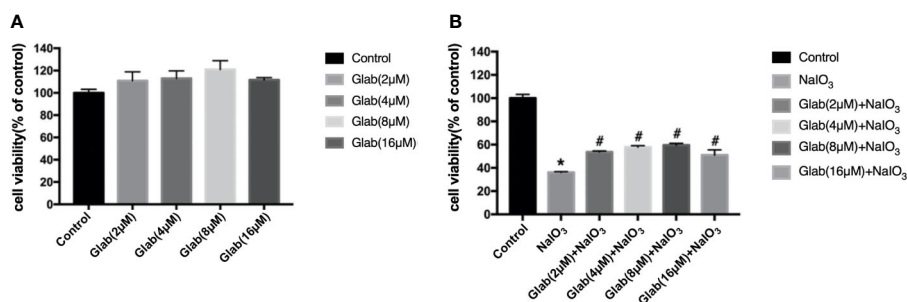 A
cell viability(% of control)
140
120
100
80
60
40
20
0
Control
Glab(2μM)
Glab(4μM)
Glab(8μM)
Glab(16μM)
Control
Glab(2μM)
Glab(4μM)
Glab(8μM)
Glab(16μM)
B
cell viability(% of control)
140
120
100
80
60
40
20
0
*
#
#
#
#
Control
NaIO₃
Glab(2μM)+NaIO₃
Glab(4μM)+NaIO₃
Glab(8μM)+NaIO₃
Glab(16μM)+NaIO₃
Control
NaIO₃
Glab(2μM)+NaIO₃
Glab(4μM)+NaIO₃
Glab(8μM)+NaIO₃
Glab(16μM)+NaIO₃